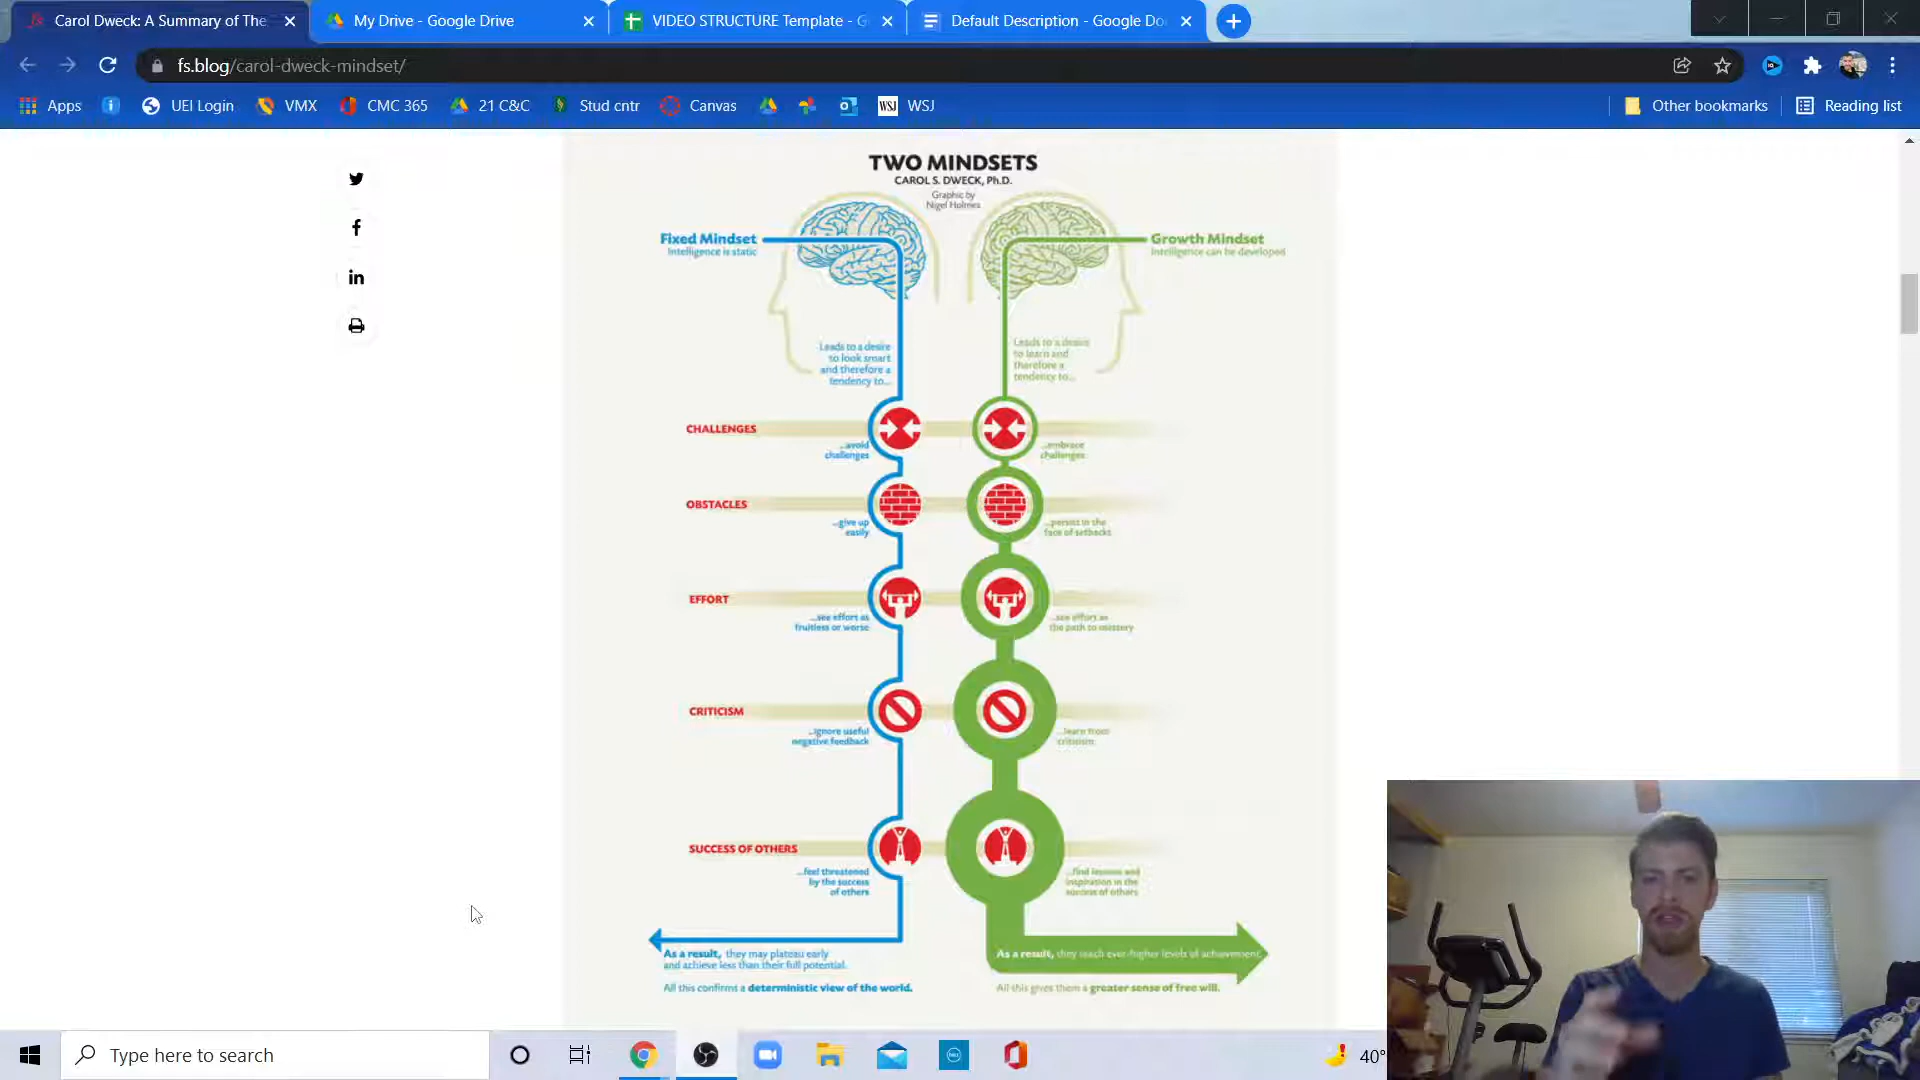 Carol Dweck: A Summary of The
My Drive - Google Drive
VIDEO STRUCTURE Template - G
Default Description - Google Do
fs.blog/carol-dweck-mindset/
Apps
UEI Login
VMX
CMC 365
21 C&C
Stud cntr
Canvas
WSJ
WSJ
Other bookmarks
Reading list
TWO MINDSETS
CAROL S. DWECK, Ph.D.
Graphic by
Nigel Holmes
Fixed Mindset
Intelligence is static
Growth Mindset
Intelligence can be developed
Leads to a desire
to look smart
and therefore a
tendency to...
Leads to a desire
to learn and
therefore a
tendency to...
CHALLENGES
...avoid
challenges
...embrace
challenges
OBSTACLES
...give up
easily
...persist in the
face of setbacks
EFFORT
...see effort as
fruitless or worse
...see effort as
the path to mastery
CRITICISM
...ignore useful
negative feedback
...learn from
criticism
SUCCESS OF OTHERS
...feel threatened
by the success
of others
...find lessons and
inspiration in the
success of others
As a result, they may plateau early
and achieve less than their full potential.
All this confirms a deterministic view of the world.
As a result, they reach ever-higher levels of achievement.
All this gives them a greater sense of free will.
Type here to search
40°